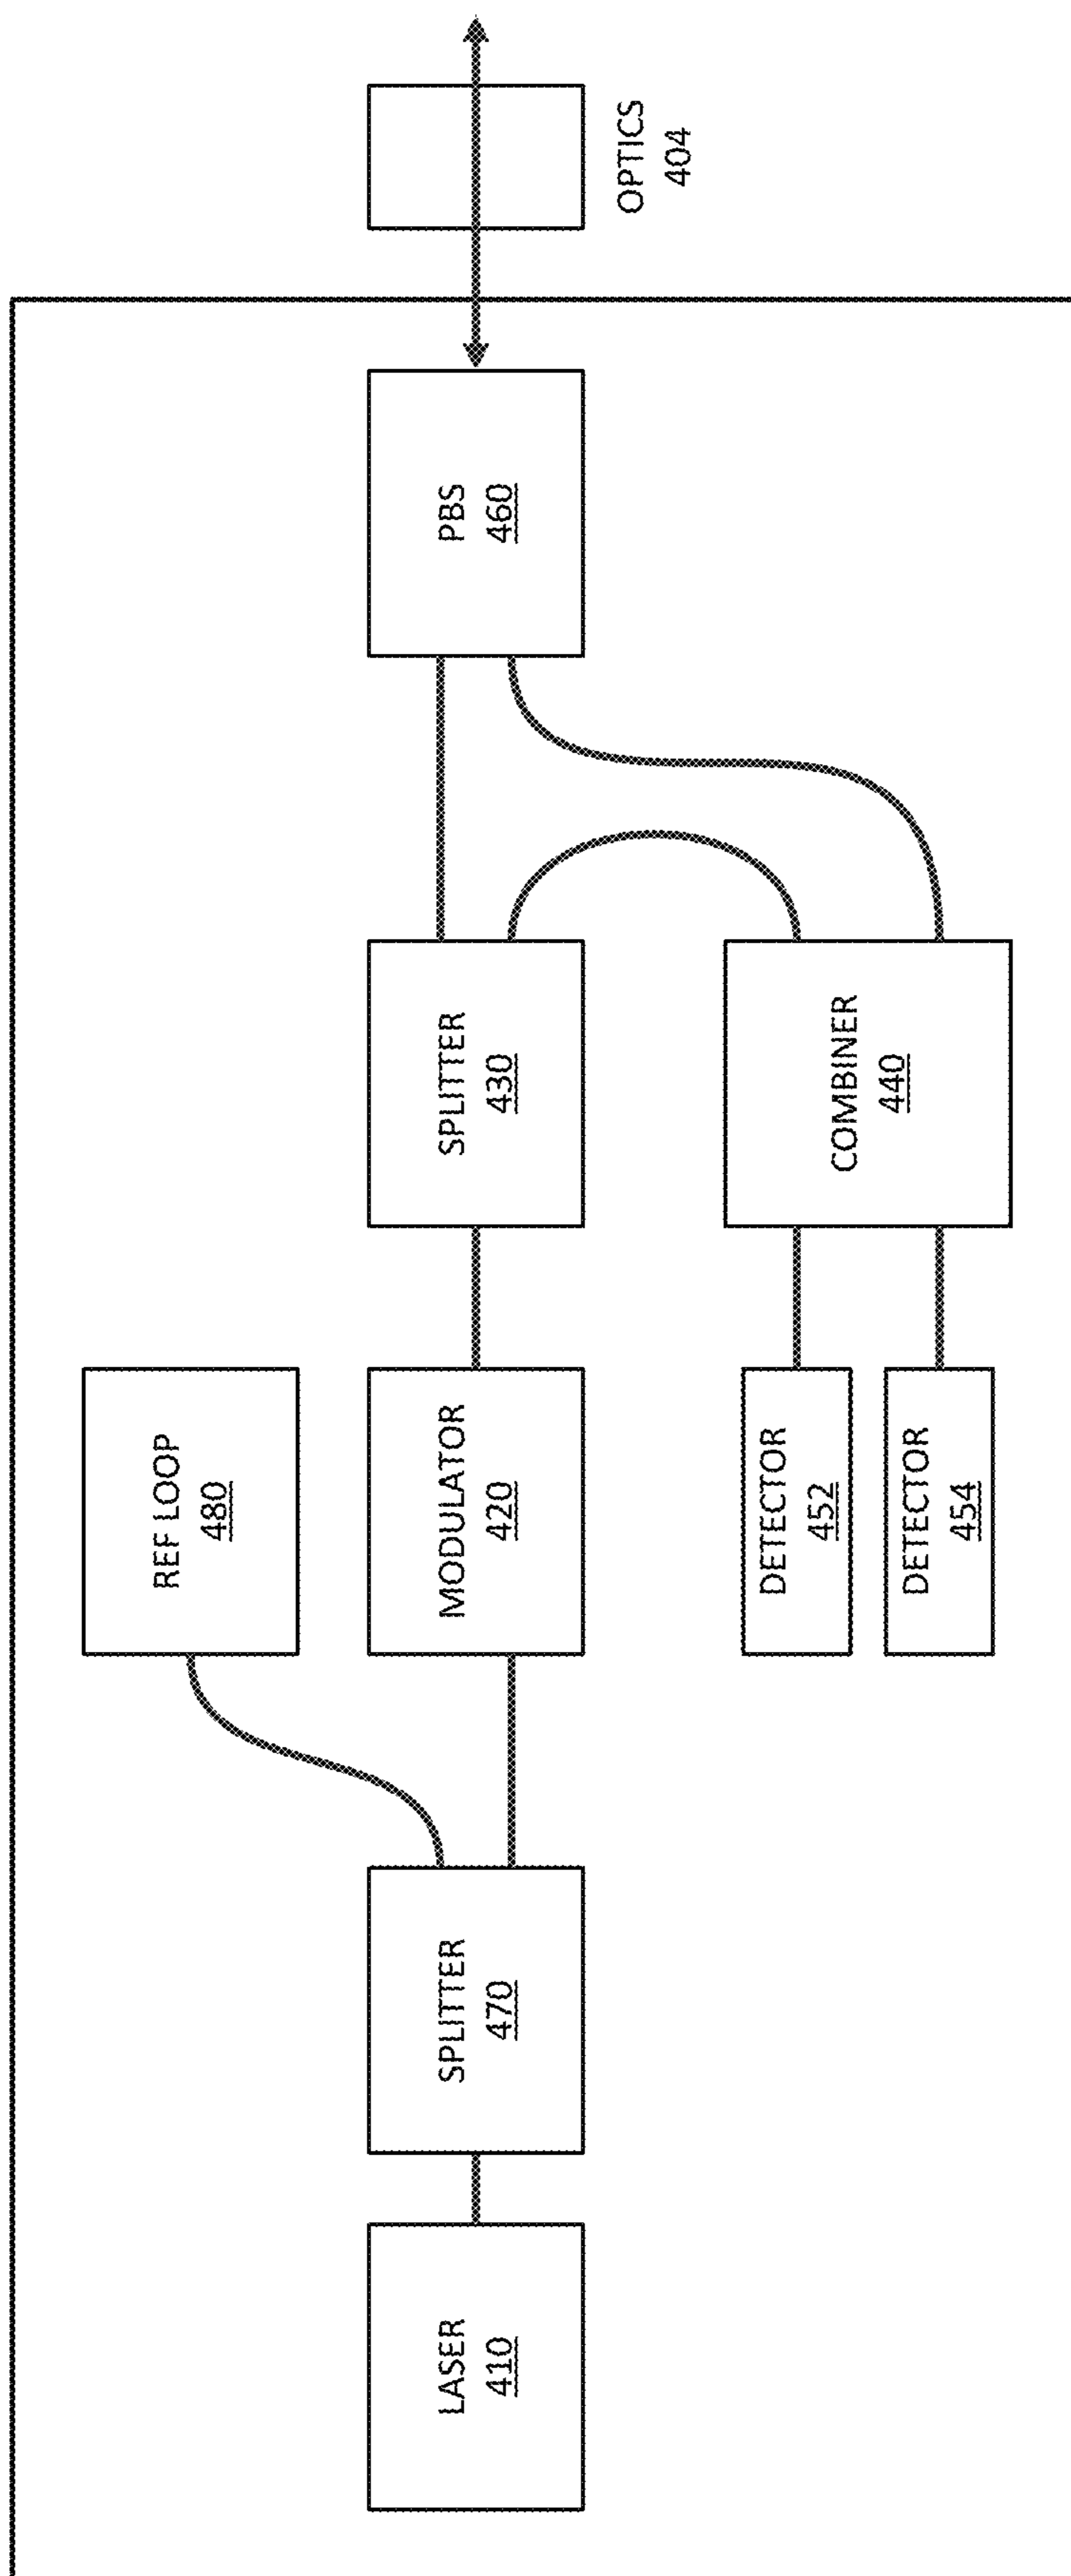 LASER
410
SPLITTER
470
REF LOOP
480
MODULATOR
420
SPLITTER
430
PBS
460
OPTICS
404
DETECTOR
452
DETECTOR
454
COMBINER
440